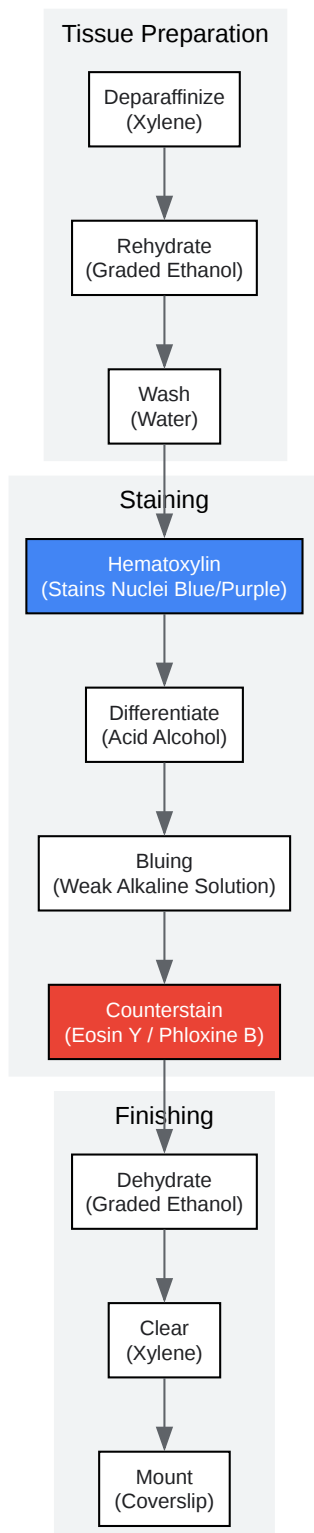 Tissue Preparation
Deparaffinize
(Xylene)
Rehydrate
(Graded Ethanol)
Wash
(Water)
Staining
Hematoxylin
(Stains Nuclei Blue/Purple)
Differentiate
(Acid Alcohol)
Bluing
(Weak Alkaline Solution)
Counterstain
(Eosin Y / Phloxine B)
Finishing
Dehydrate
(Graded Ethanol)
Clear
(Xylene)
Mount
(Coverslip)